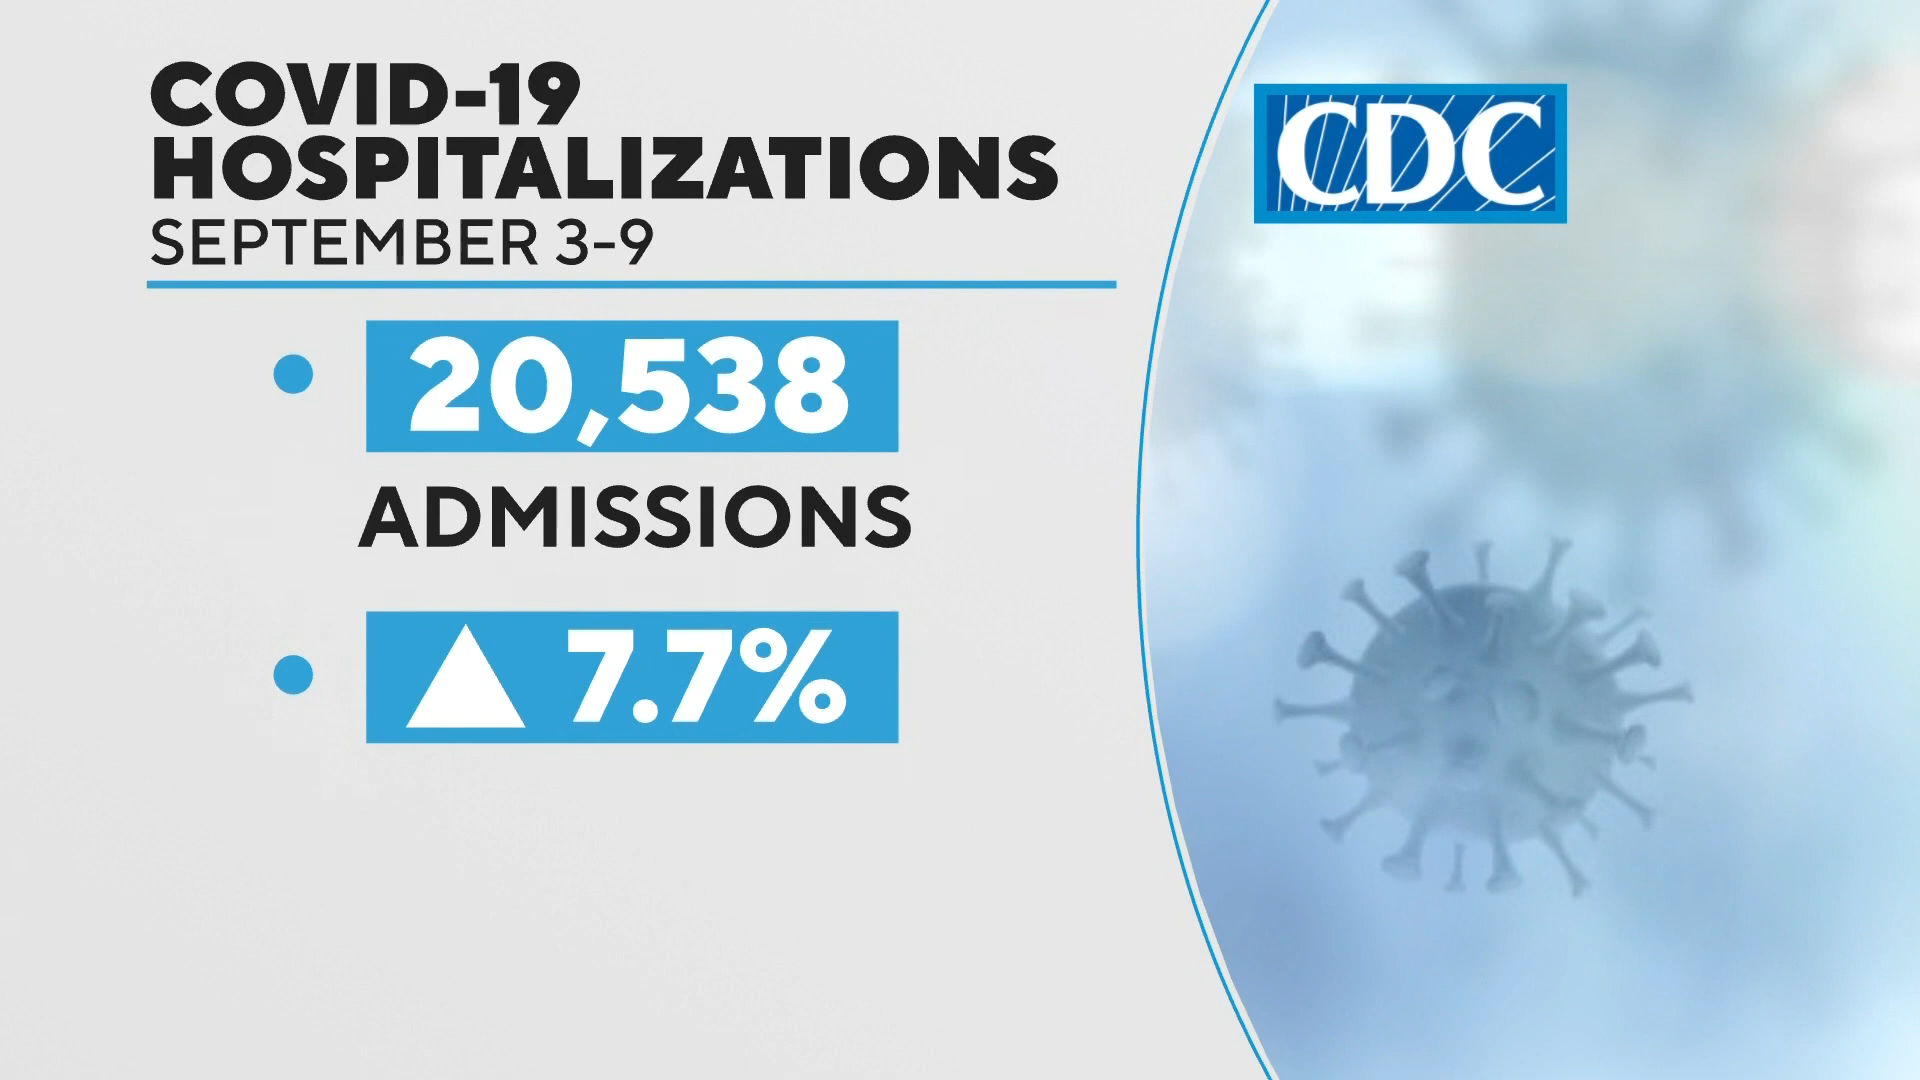 COVID-19
HOSPITALIZATIONS
SEPTEMBER 3-9
CDC
20,538
ADMISSIONS
7.7%